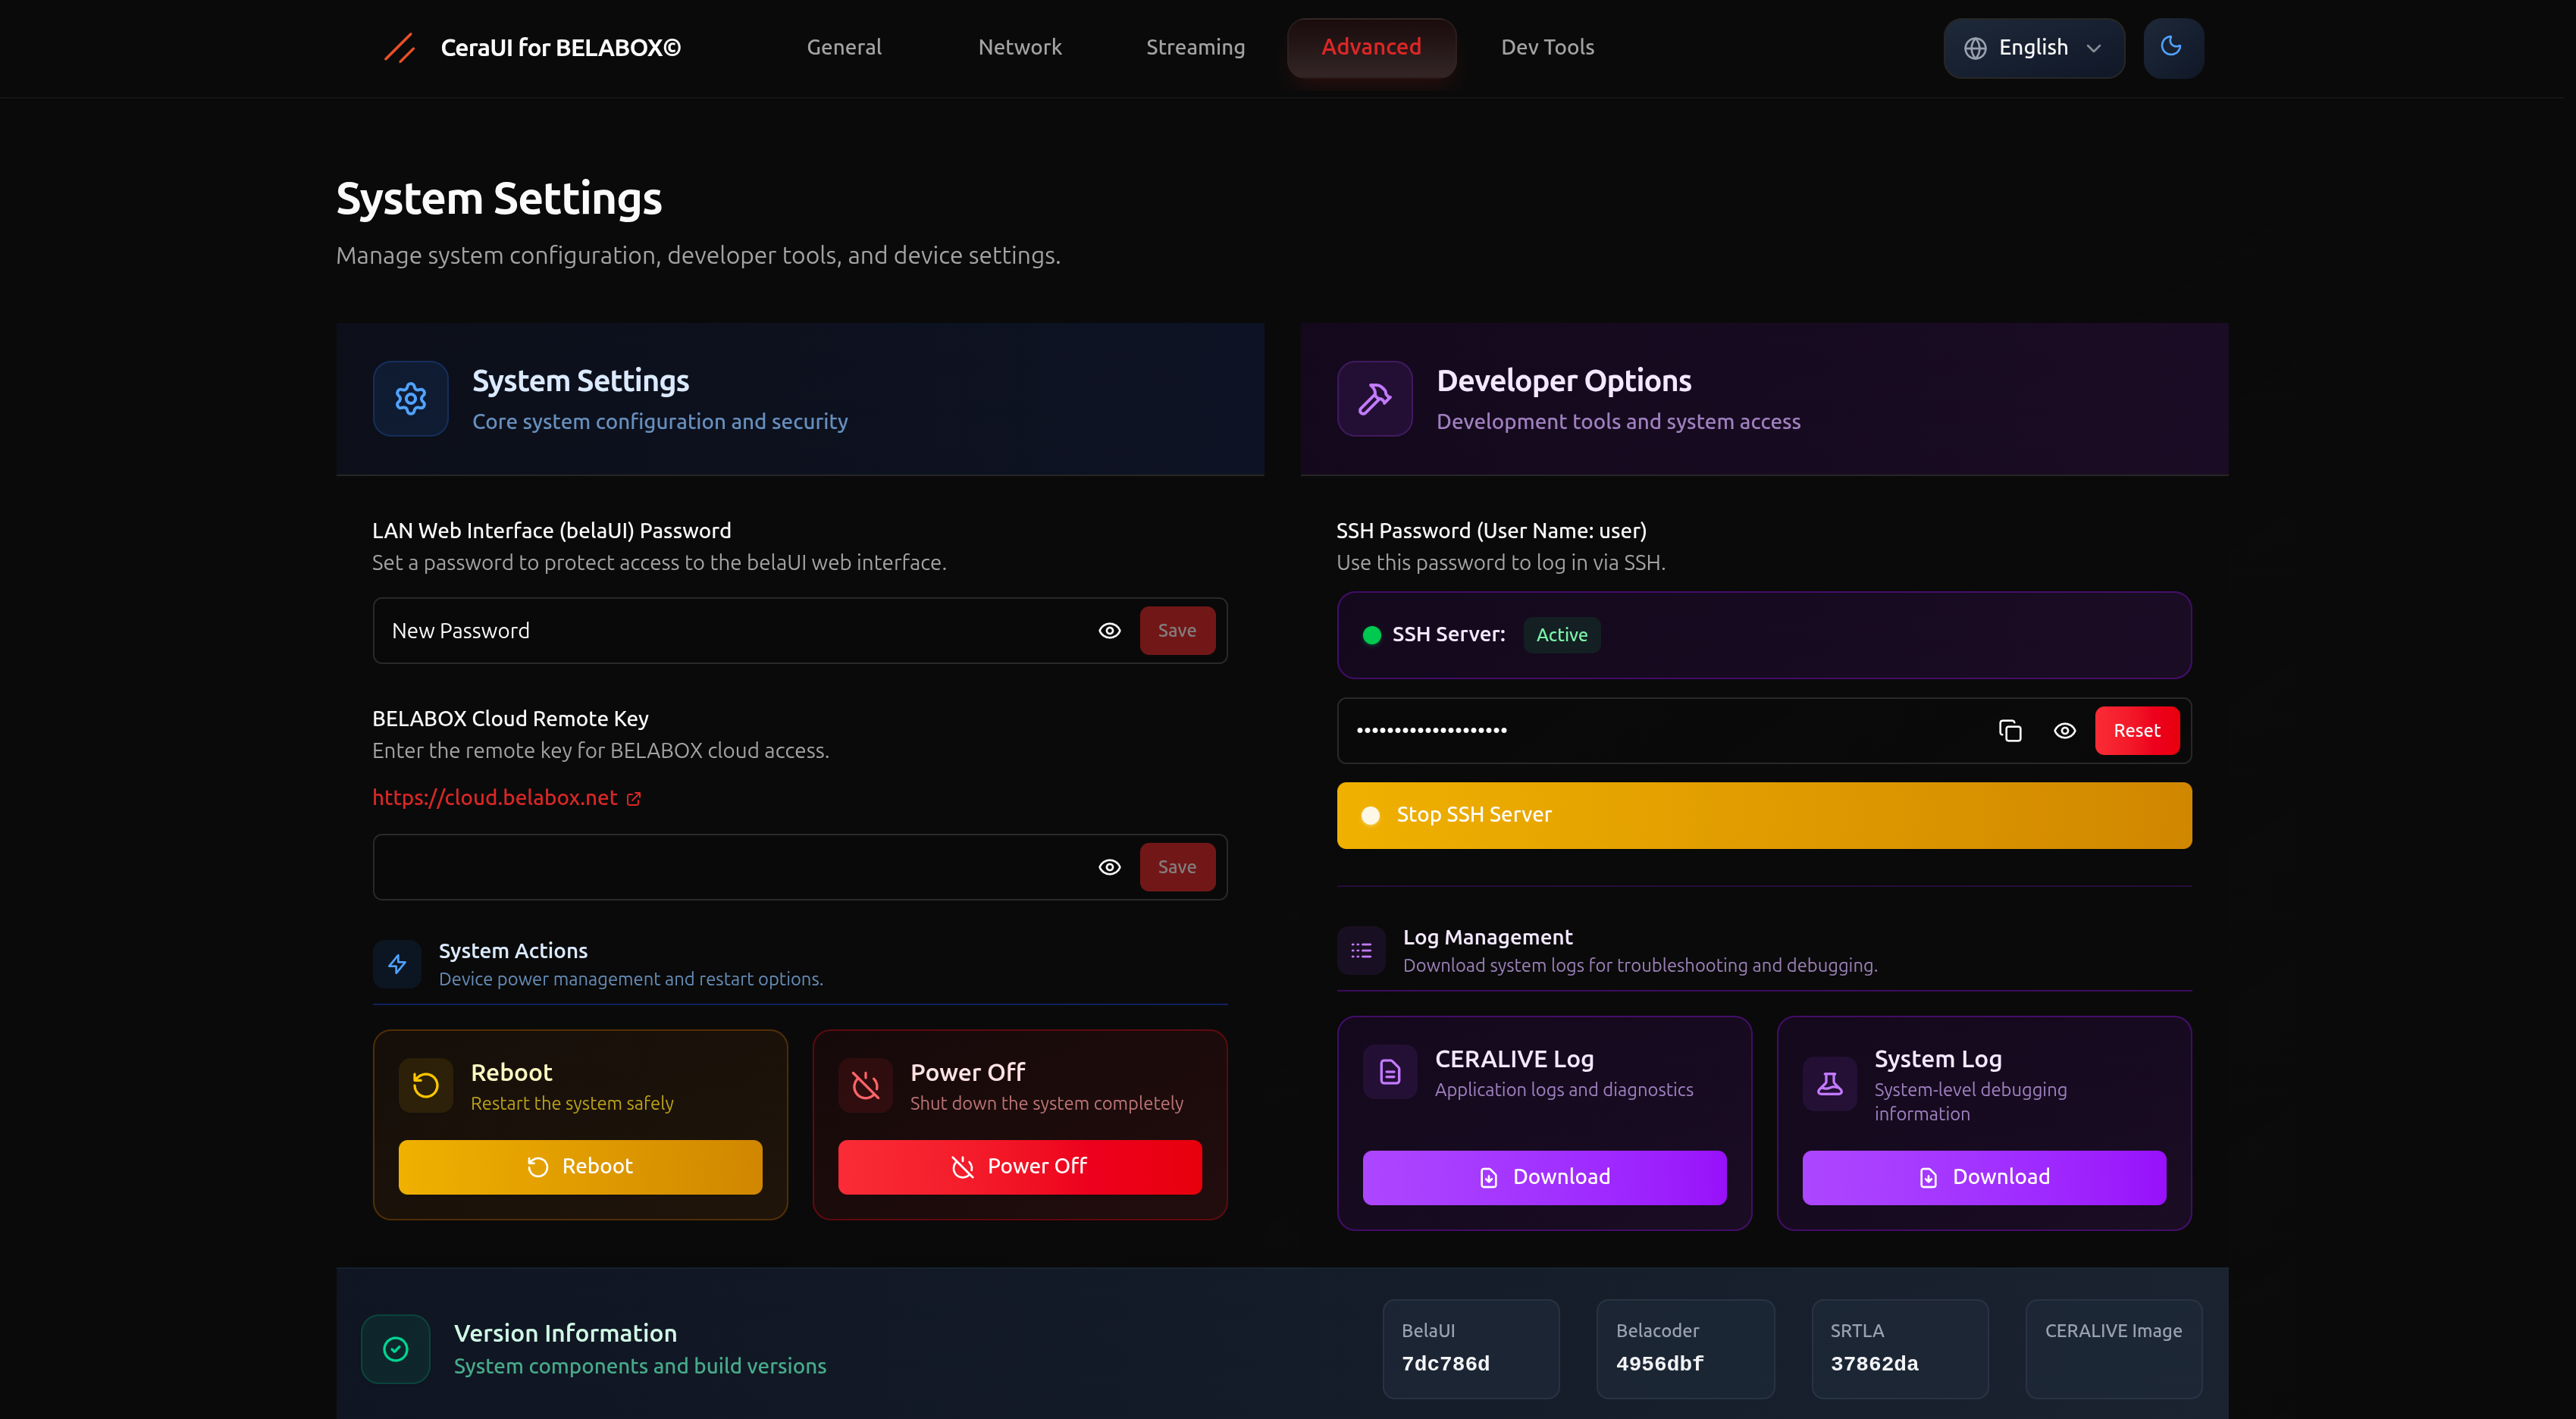 CeraUI for BELABOX©
General
Network
Streaming
Advanced
Dev Tools
English
System Settings
Manage system configuration, developer tools, and device settings.
System Settings
Core system configuration and security
LAN Web Interface (belaUI) Password
Set a password to protect access to the belaUI web interface.
New Password
Save
BELABOX Cloud Remote Key
Enter the remote key for BELABOX cloud access.
https://cloud.belabox.net
Save
System Actions
Device power management and restart options.
Reboot
Restart the system safely
Reboot
Power Off
Shut down the system completely
Power Off
Developer Options
Development tools and system access
SSH Password (User Name: user)
Use this password to log in via SSH.
SSH Server:
Active
••••••••••••••••••••
Reset
Stop SSH Server
Log Management
Download system logs for troubleshooting and debugging.
CERALIVE Log
Application logs and diagnostics
Download
System Log
System-level debugging
information
Download
Version Information
System components and build versions
BelaUI
7dc786d
Belacoder
4956dbf
SRTLA
37862da
CERALIVE Image